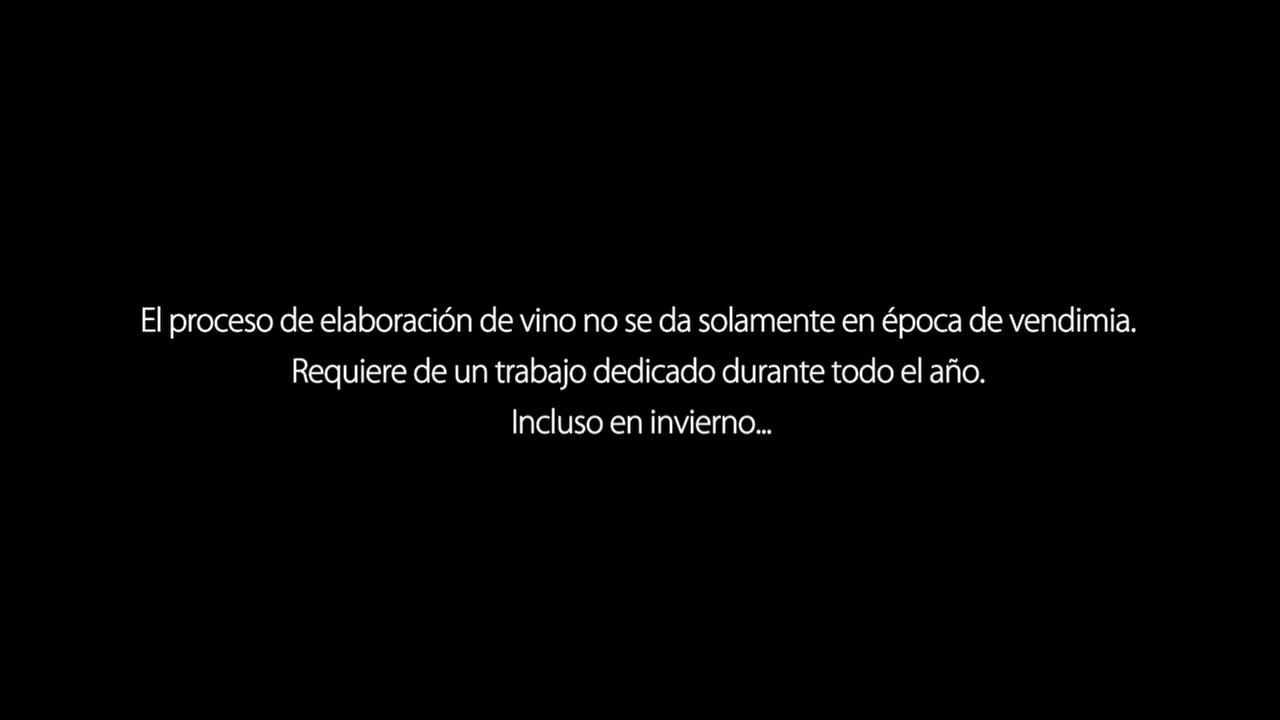 El proceso de elaboración de vino no se da solamente en época de vendimia.
Requiere de un trabajo dedicado durante todo el año.
Incluso en invierno...